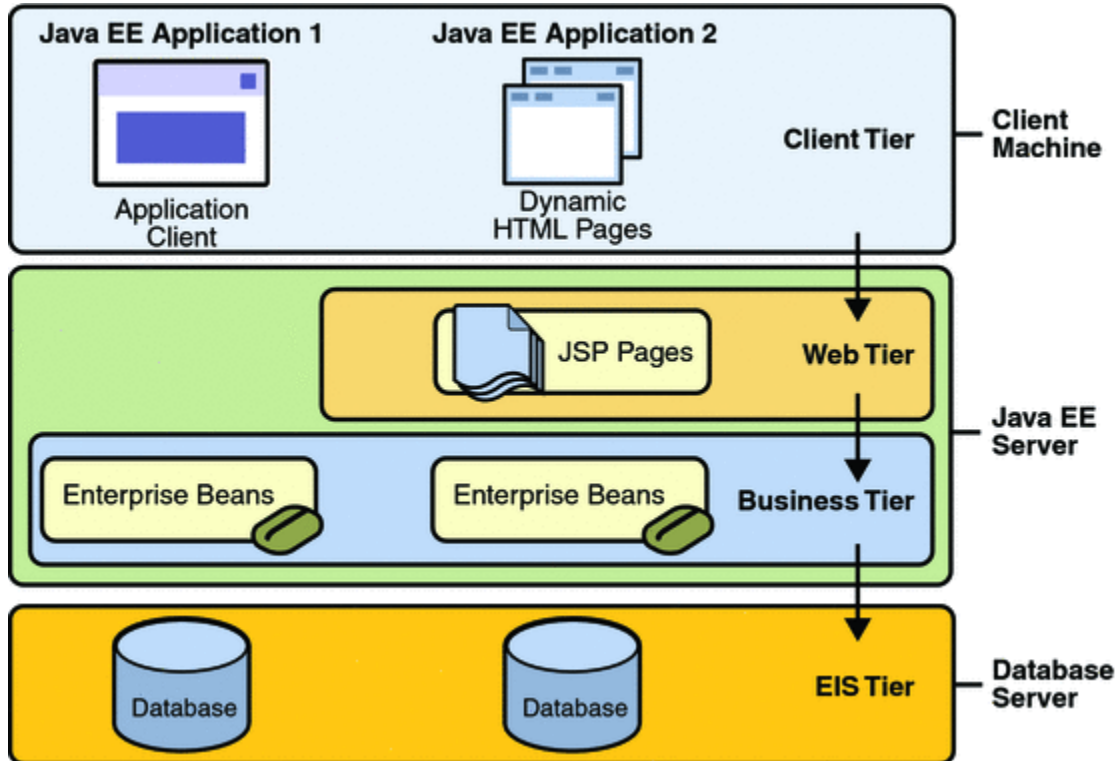 Java EE Application 1
Java EE Application 2
Application
Client
Dynamic
HTML Pages
Client Tier
Client
Machine
JSP Pages
Web Tier
Java EE
Server
Enterprise Beans
Enterprise Beans
Business Tier
Database
Database
EIS Tier
Database
Server